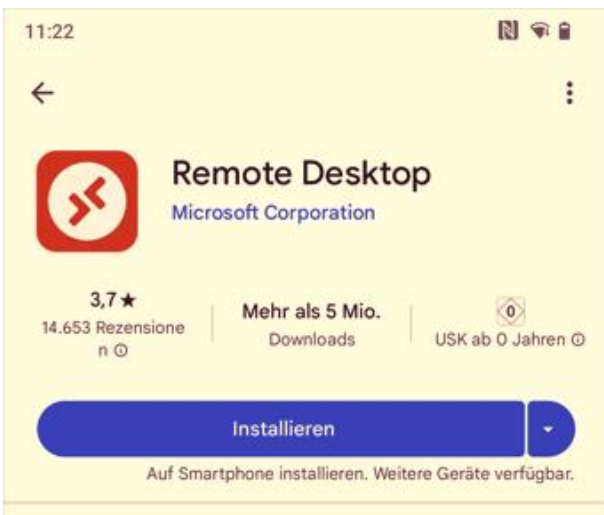 11:22
Remote Desktop
Microsoft Corporation
3,7★
14.653 Rezensione
n
Mehr als 5 Mio.
Downloads
0
USK ab 0 Jahren
Installieren
Auf Smartphone installieren. Weitere Geräte verfügbar.